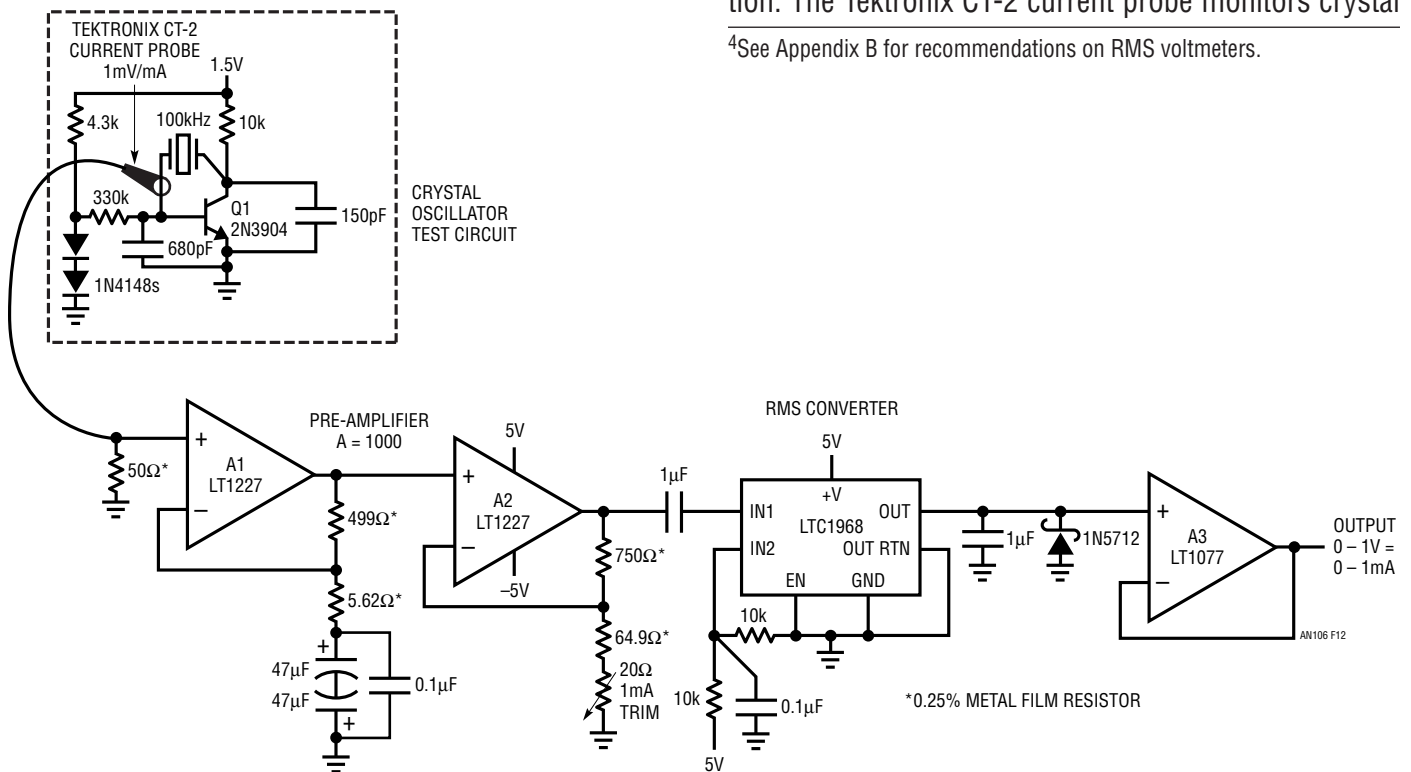 tion. The Tektronix CT-2 current probe monitors crystal
4See Appendix B for recommendations on RMS voltmeters.
TEKTRONIX CT-2
CURRENT PROBE
1mV/mA
1.5V
4.3k
100kHz
10k
330k
Q1
2N3904
150pF
680pF
1N4148s
CRYSTAL
OSCILLATOR
TEST CIRCUIT
PRE-AMPLIFIER
A = 1000
RMS CONVERTER
50Ω*
+
–
A1
LT1227
499Ω*
5.62Ω*
+
47µF
47µF
+
0.1µF
5V
+
–
A2
LT1227
–5V
750Ω*
64.9Ω*
20Ω
1mA
TRIM
1µF
5V
+V
IN1
OUT
LTC1968
IN2
OUT RTN
EN
GND
10k
10k
0.1µF
5V
1µF
1N5712
+
–
A3
LT1077
OUTPUT
0 – 1V =
0 – 1mA
AN106 F12
*0.25% METAL FILM RESISTOR